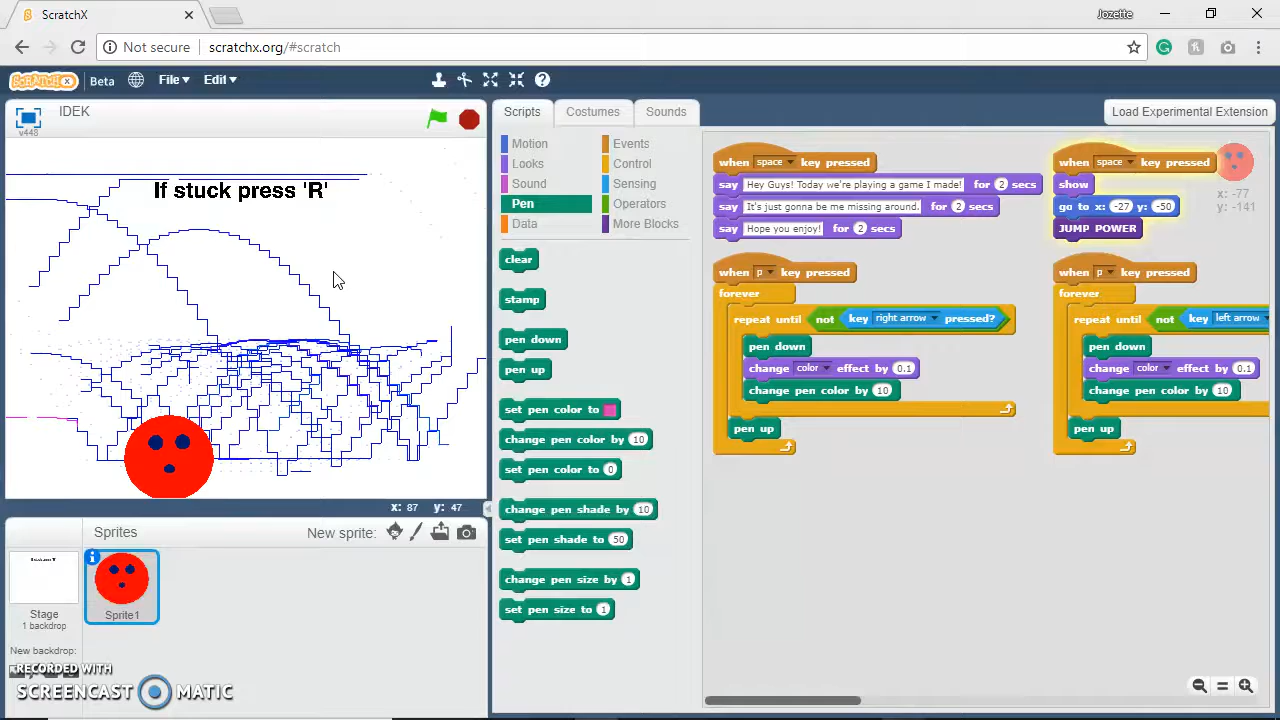 ScratchX
Jozette
Not secure scratchx.org/#scratch
SCRATCH X Beta File Edit
IDEK
v448
If stuck press 'R'
x: 87 y: 47
Sprites New sprite:
Stage
1 backdrop
New backdrop:
Sprite1
RECORDED WITH
SCREENCAST MATIC
Scripts Costumes Sounds
Load Experimental Extension
Motion Events
Looks Control
Sound Sensing
Pen Operators
Data More Blocks
clear
stamp
pen down
pen up
set pen color to
change pen color by 10
set pen color to 0
change pen shade by 10
set pen shade to 50
change pen size by 1
set pen size to 1
when space key pressed
say Hey Guys! Today we're playing a game I made! for 2 secs
say It's just gonna be me missing around. for 2 secs
say Hope you enjoy! for 2 secs
when p key pressed
forever
repeat until not key right arrow pressed?
pen down
change color effect by 0.1
change pen color by 10
pen up
when space key pressed
show
go to x: -27 y: -50
JUMP POWER
x: -77
y: -141
when p key pressed
forever
repeat until not key left arrow
pen down
change color effect by 0.1
change pen color by 10
pen up